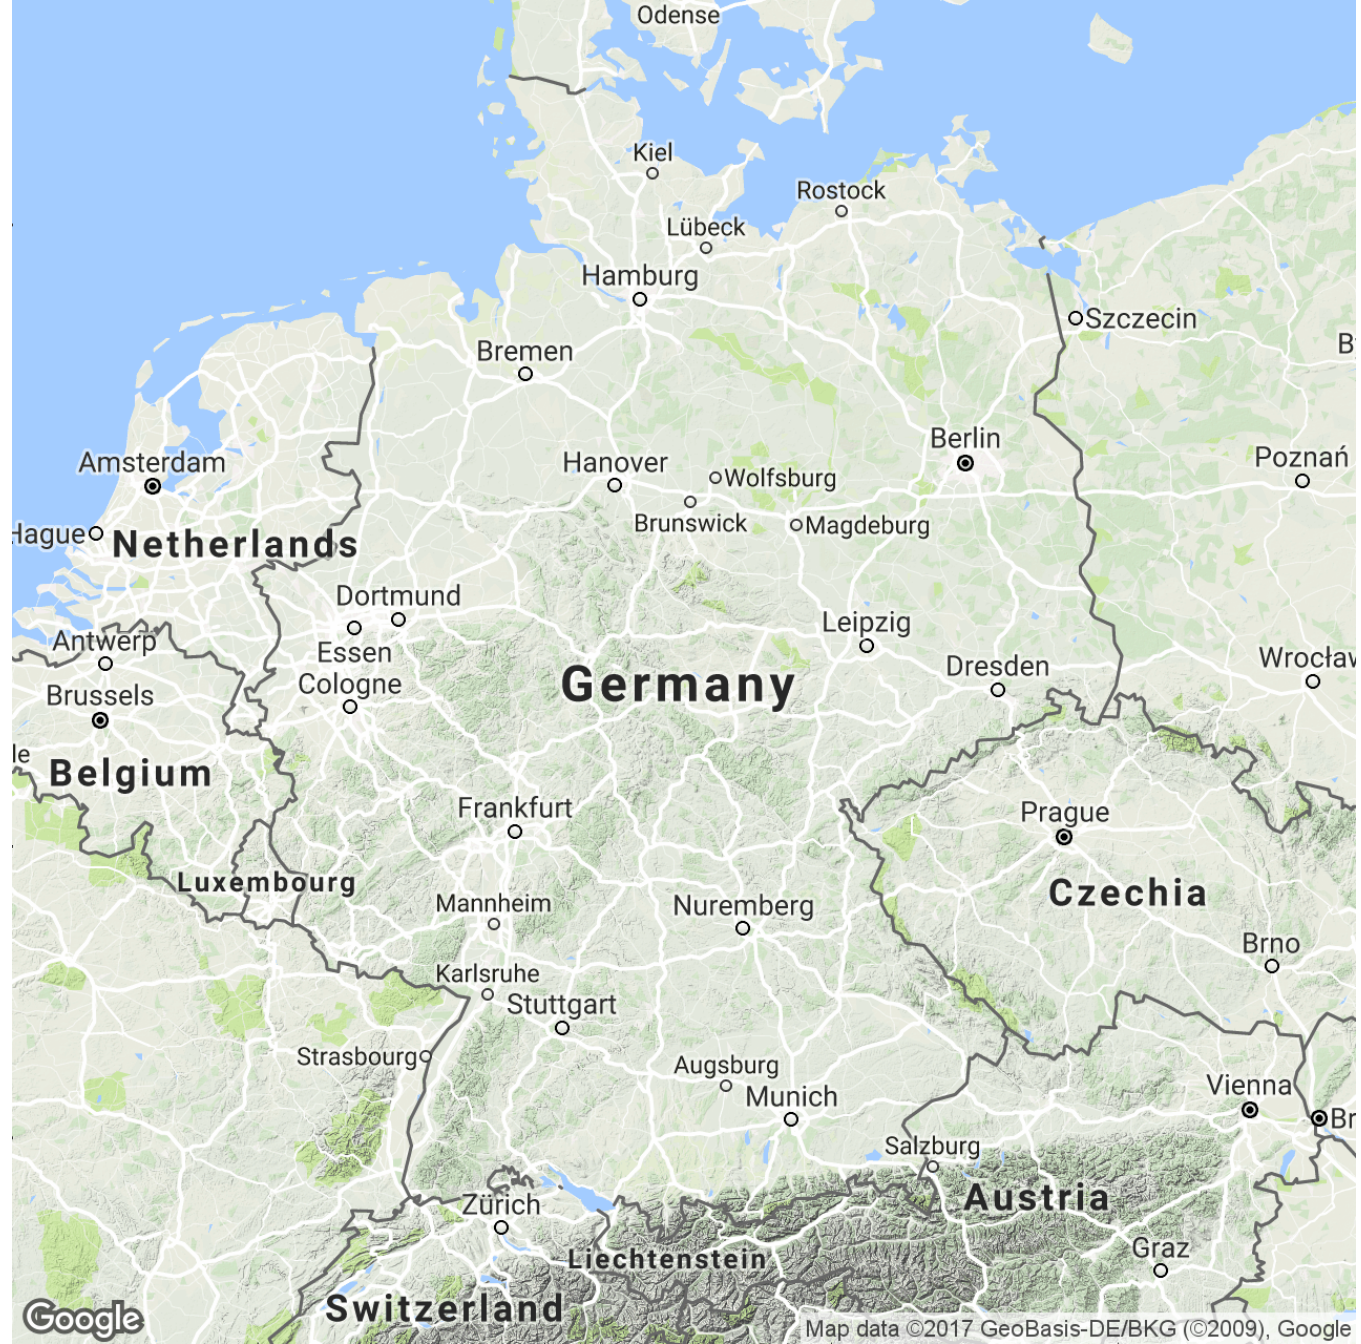 Odense
Kiel
Rostock
Lübeck
Hamburg
Szczecin
Bremen
Berlin
Amsterdam
Hanover
Poznań
Wolfsburg
Brunswick
Magdeburg
Hague
Netherlands
Dortmund
Leipzig
Antwerp
Essen
Wrocław
Dresden
Cologne
Germany
Brussels
Belgium
Frankfurt
Prague
Luxembourg
Czechia
Mannheim
Nuremberg
Brno
Karlsruhe
Stuttgart
Strasbourg
Augsburg
Vienna
Munich
Br
Salzburg
Austria
Zürich
Graz
Liechtenstein
Switzerland
Google
Map data ©2017 GeoBasis-DE/BKG (©2009), Google